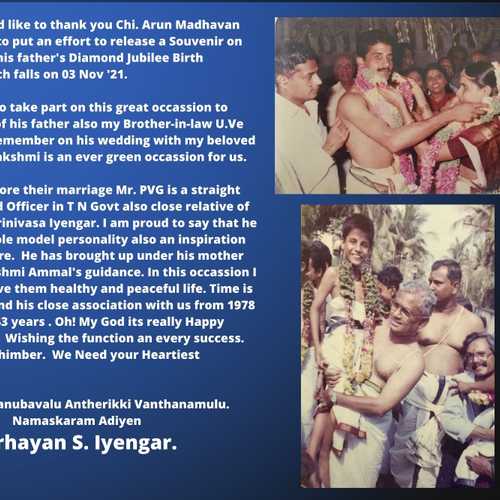 d like to thank you Chi. Arun Madhavan
to put an effort to release a Souvenir on
his father's Diamond Jubilee Birth
ch falls on 03 Nov '21.
o take part on this great occassion to
of his father also my Brother-in-law U.Ve
emember on his wedding with my beloved
akshmi is an ever green occassion for us.
ore their marriage Mr. PVG is a straight
d Officer in T N Govt also close relative of
rinivasa Iyengar. I am proud to say that he
ole model personality also an inspiration
re. He has brought up under his mother
shmi Ammal's guidance. In this occassion I
ve them healthy and peaceful life. Time is
nd his close association with us from 1978
3 years . Oh! My God its really Happy
Wishing the function an every success.
himber. We Need your Heartiest
anubavalu Antherikki Vanthanamulu.
Namaskaram Adiyen
rhayan S. Iyengar.